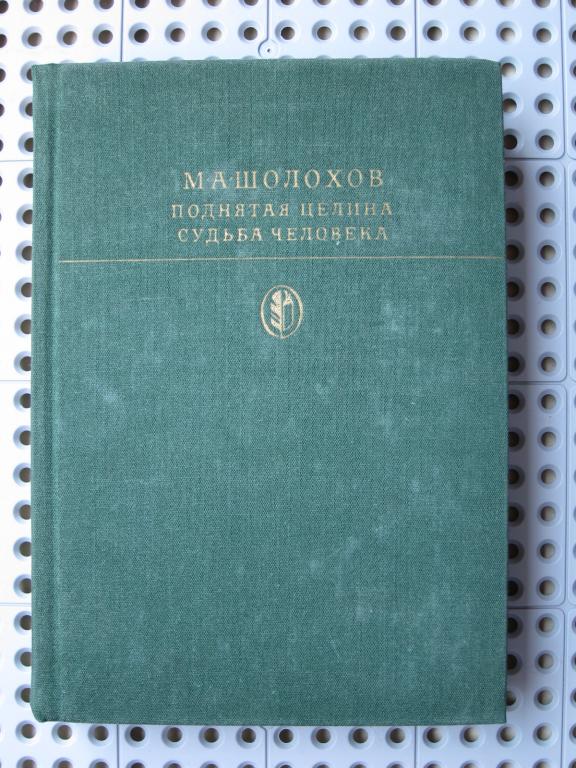 М·А·ШОЛОХОВ
ПОДНЯТАЯ ЦЕЛИНА
СУДЬБА ЧЕЛОВЕКА